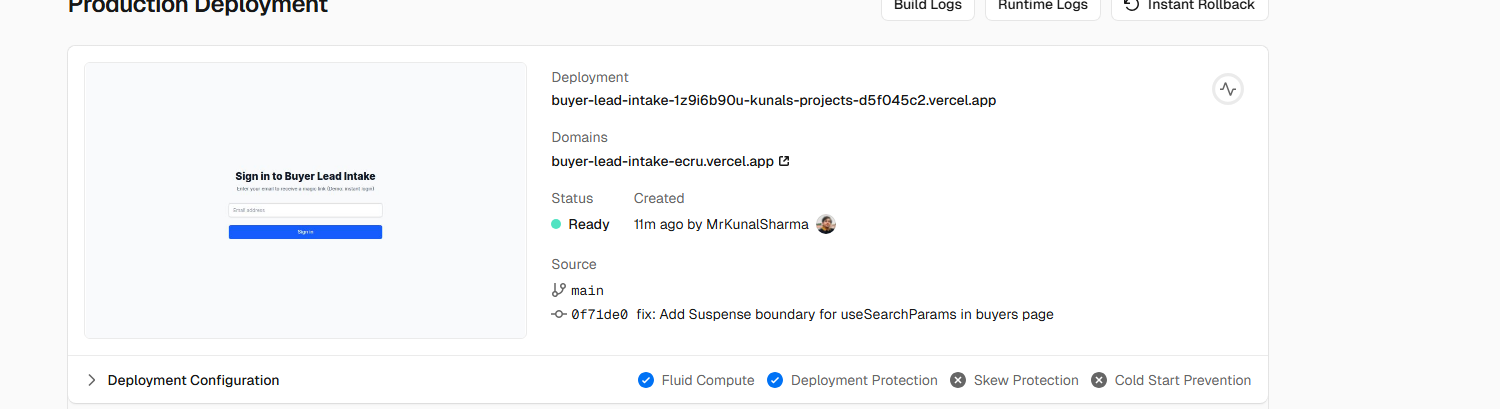 Production Deployment
Build Logs
Runtime Logs
Instant Rollback
Sign in to Buyer Lead Intake
Enter your email to receive a magic link (Demo: instant login)
Email address
Sign in
Deployment
buyer-lead-intake-1z9i6b90u-kunals-projects-d5f045c2.vercel.app
Domains
buyer-lead-intake-ecru.vercel.app
Status
Created
Ready
11m ago by MrKunalSharma
Source
main
0f71de0 fix: Add Suspense boundary for useSearchParams in buyers page
Deployment Configuration
Fluid Compute
Deployment Protection
Skew Protection
Cold Start Prevention